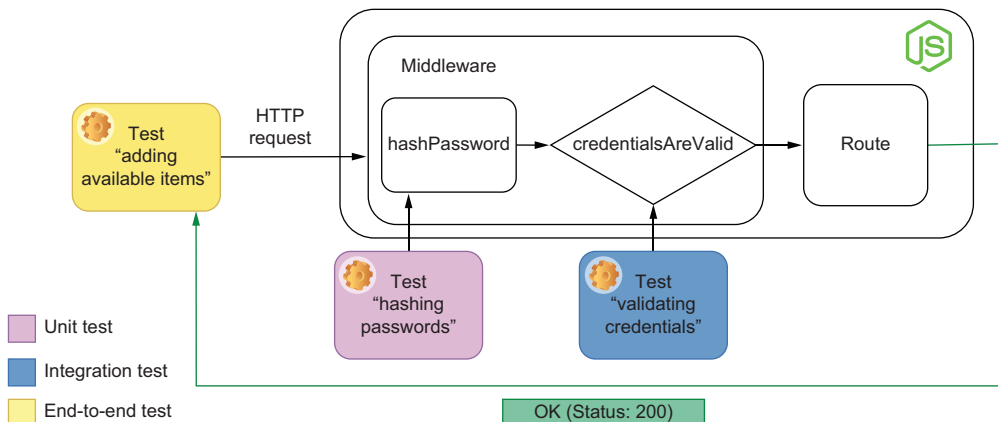 JS
Middleware
HTTP
request
Test
“adding
available items”
hashPassword
credentialsAreValid
Route
Test
“hashing
passwords”
Test
“validating
credentials”
Unit test
Integration test
End-to-end test
OK (Status: 200)